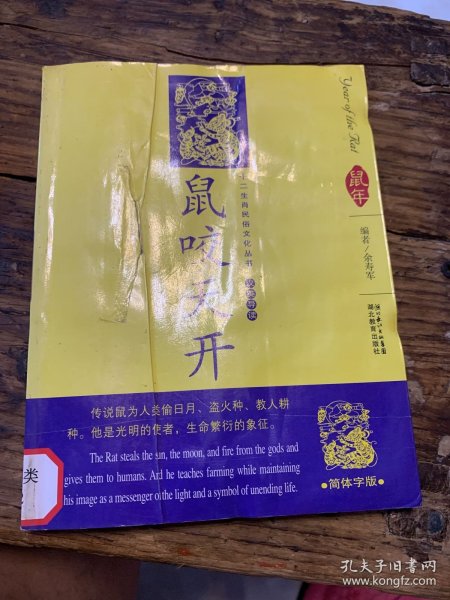 Year of the Rat
鼠年
编者/余寿军
湖北教育出版社
十二生肖民俗文化丛书
鼠咬天开
传说鼠为人类偷日月、盗火种、教人耕
种。他是光明的使者，生命繁衍的象征。
The Rat steals the sun, the moon, and fire from the gods and
gives them to humans. And he teaches farming while maintaining
his image as a messenger of the light and a symbol of unending life.
•简体字版•
类
孔夫子旧书网
www.kongfz.com